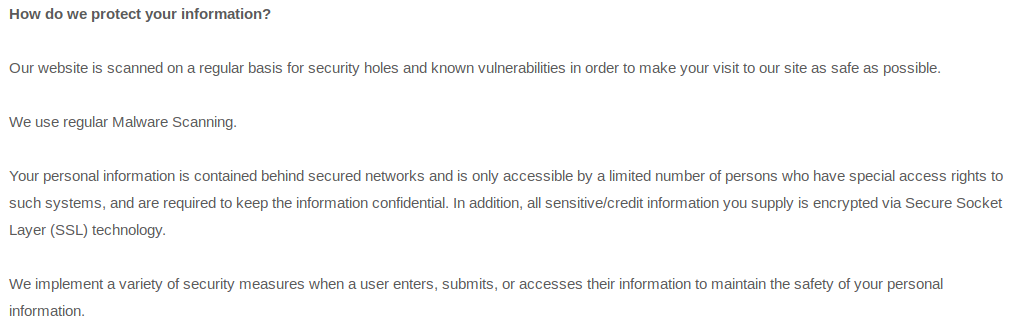 How do we protect your information?
Our website is scanned on a regular basis for security holes and known vulnerabilities in order to make your visit to our site as safe as possible.
We use regular Malware Scanning.
Your personal information is contained behind secured networks and is only accessible by a limited number of persons who have special access rights to
such systems, and are required to keep the information confidential. In addition, all sensitive/credit information you supply is encrypted via Secure Socket
Layer (SSL) technology.
We implement a variety of security measures when a user enters, submits, or accesses their information to maintain the safety of your personal
information.